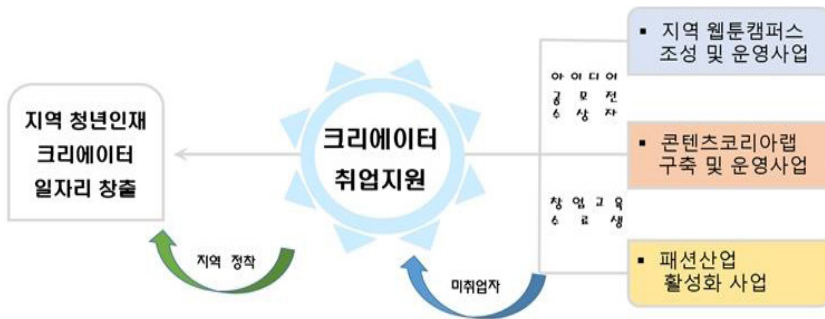 지역 청년인재
크리에이터
일자리 창출
지역 정착
크리에이터
취업지원
미취업자
아이디어
공모전
수상자
창업교육
수료생
▪ 지역 웹툰캠퍼스
조성 및 운영사업
▪ 콘텐츠코리아랩
구축 및 운영사업
▪ 패션산업
활성화 사업